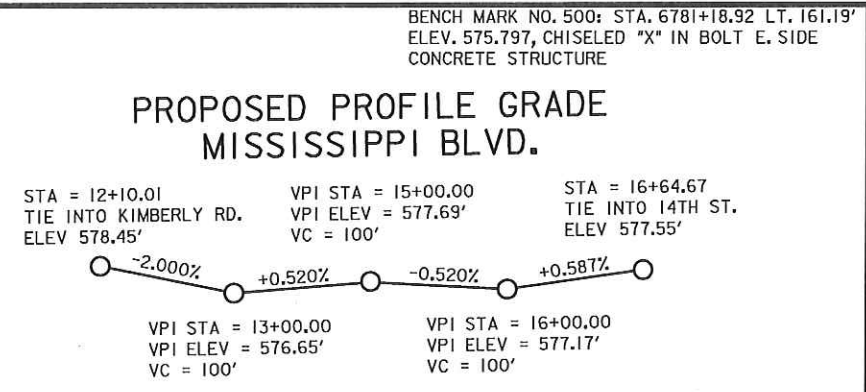 BENCH MARK NO. 500: STA. 6781+18.92 LT. 161.19'
ELEV. 575.797, CHISELED "X" IN BOLT E. SIDE
CONCRETE STRUCTURE
PROPOSED PROFILE GRADE
MISSISSIPPI BLVD.
STA = 12+10.01
TIE INTO KIMBERLY RD.
ELEV 578.45'
VPI STA = 15+00.00
VPI ELEV = 577.69'
VC = 100'
STA = 16+64.67
TIE INTO 14TH ST.
ELEV 577.55'
-2.000%
+0.520%
-0.520%
+0.587%
VPI STA = 13+00.00
VPI ELEV = 576.65'
VC = 100'
VPI STA = 16+00.00
VPI ELEV = 577.17'
VC = 100'